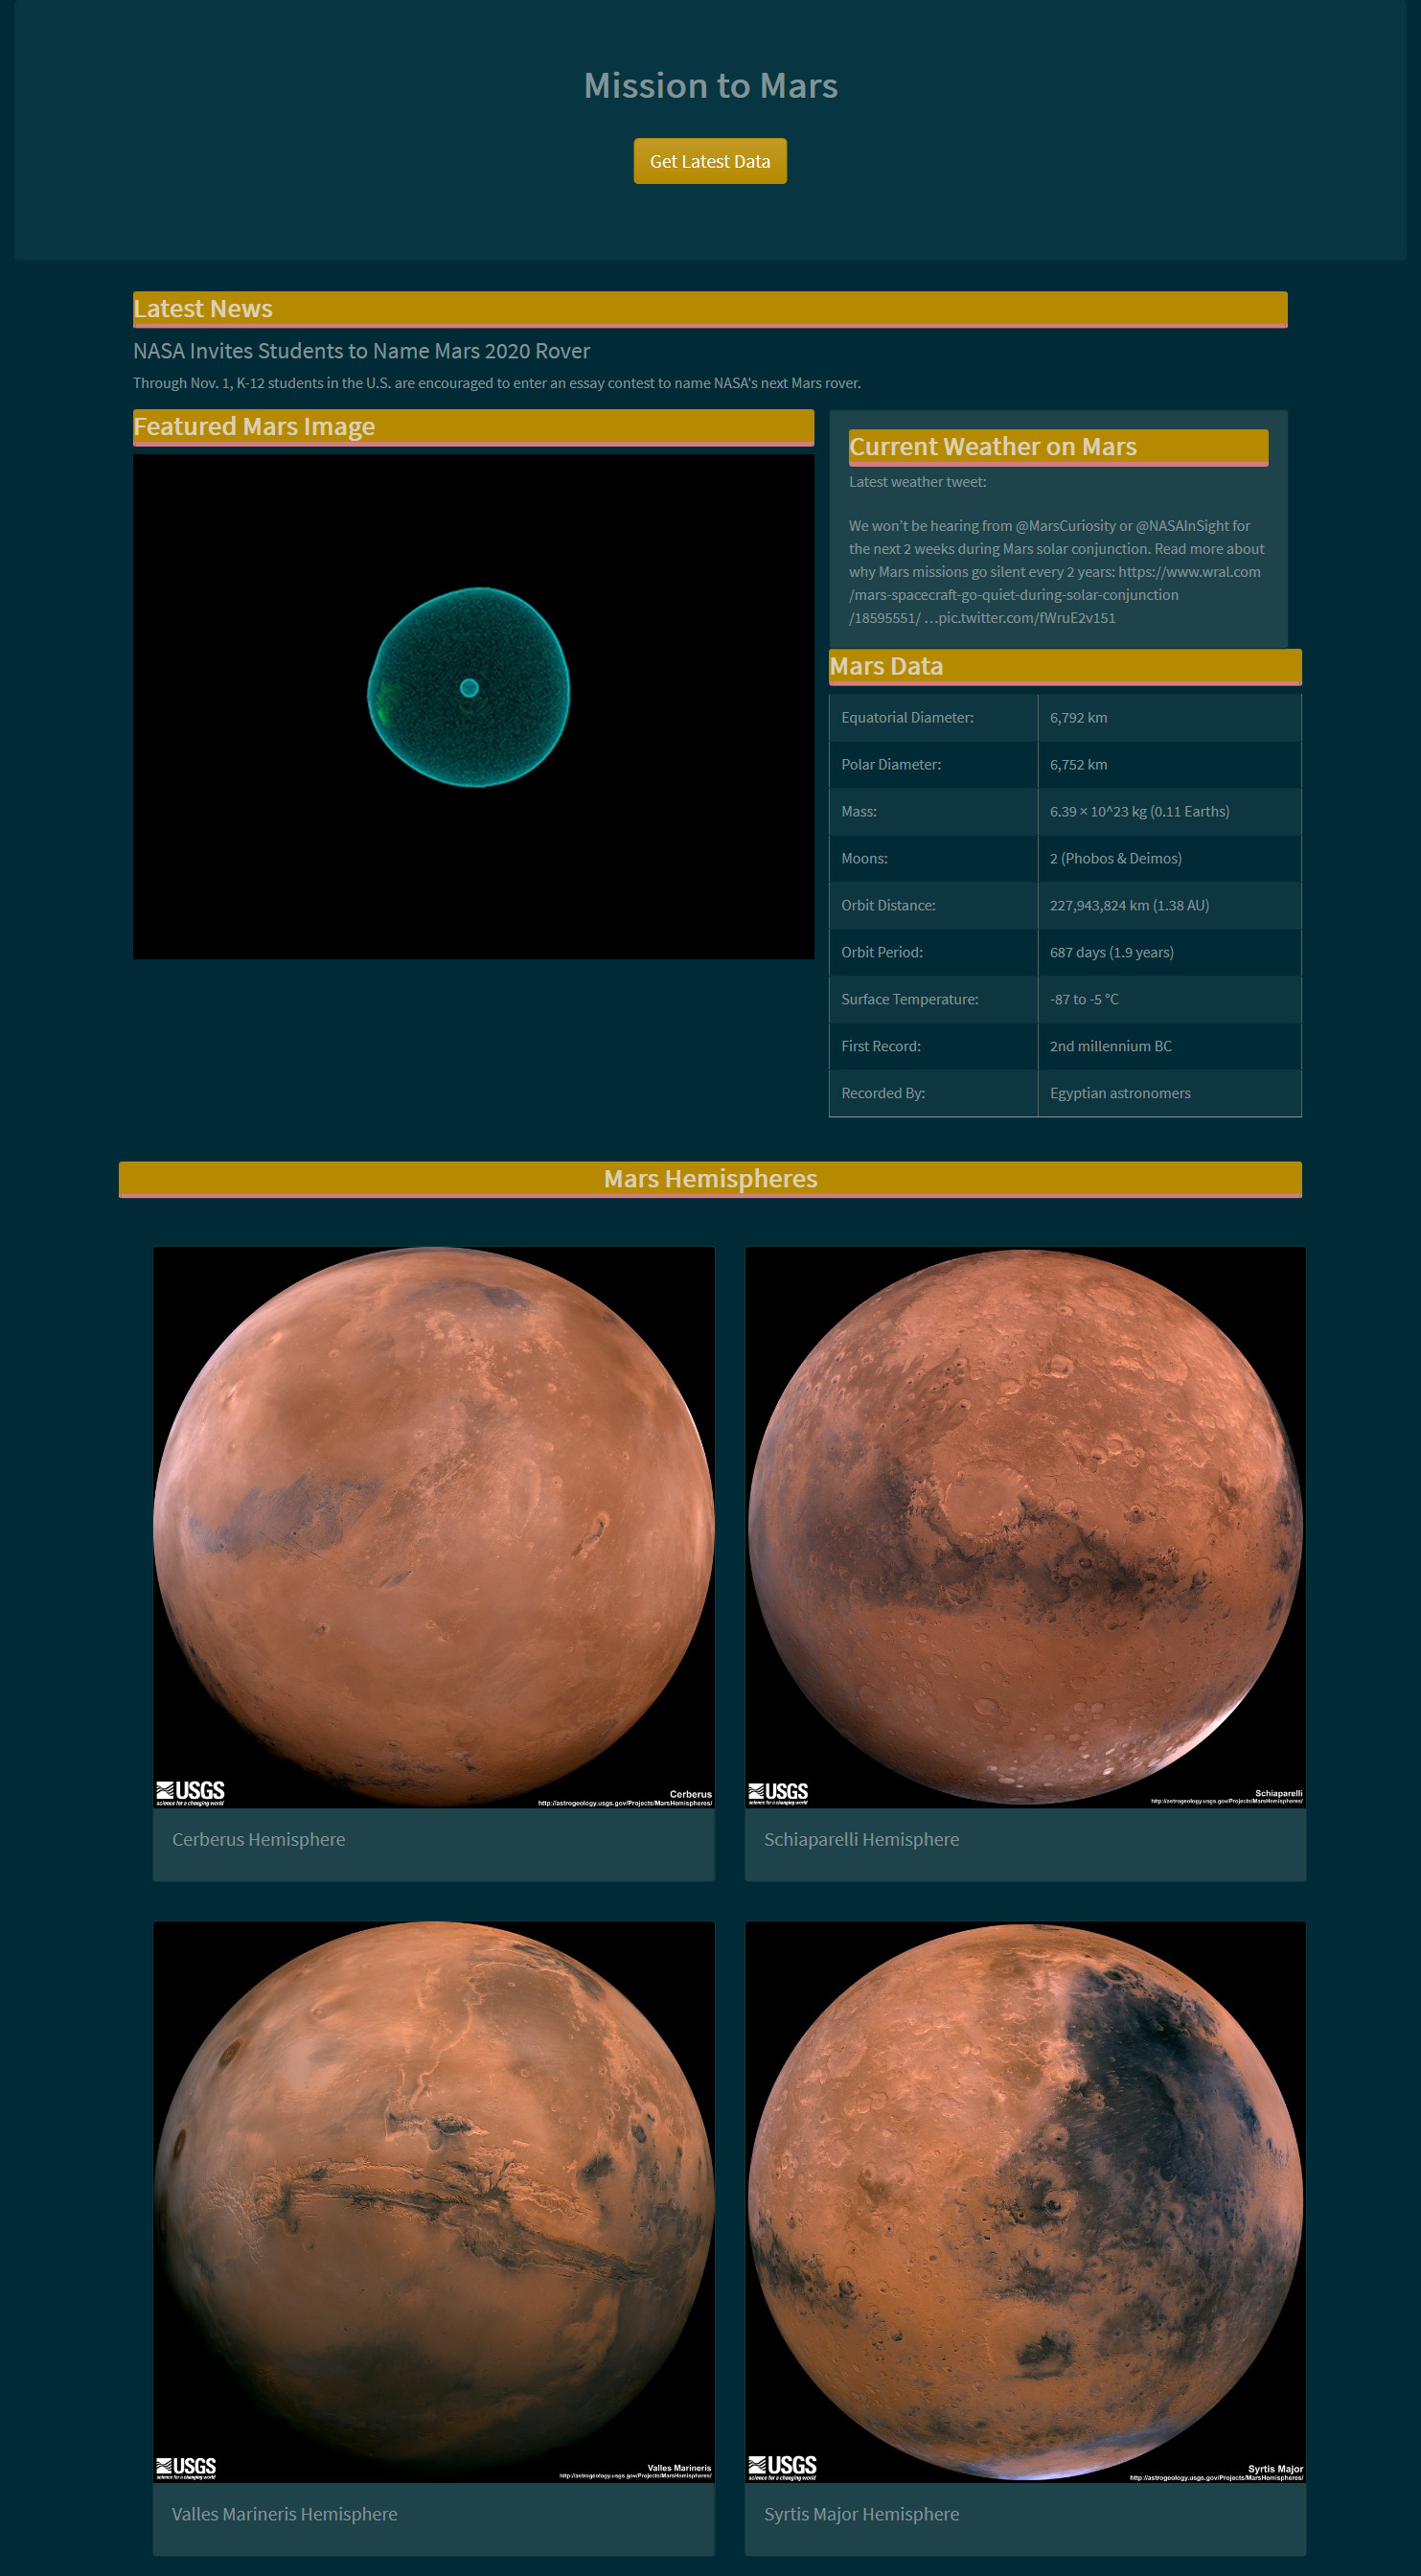 Mission to Mars
Get Latest Data
Latest News
NASA Invites Students to Name Mars 2020 Rover
Through Nov. 1, K-12 students in the U.S. are encouraged to enter an essay contest to name NASA's next Mars rover.
Featured Mars Image
Current Weather on Mars
Latest weather tweet:
We won't be hearing from @MarsCuriosity or @NASAInSight for
the next 2 weeks during Mars solar conjunction. Read more about
why Mars missions go silent every 2 years: https://www.wral.com
/mars-spacecraft-go-quiet-during-solar-conjunction
/18595551/ …pic.twitter.com/fWruE2v151
Mars Data
Equatorial Diameter: 6,792 km
Polar Diameter: 6,752 km
Mass: 6.39 × 10^23 kg (0.11 Earths)
Moons: 2 (Phobos & Deimos)
Orbit Distance: 227,943,824 km (1.38 AU)
Orbit Period: 687 days (1.9 years)
Surface Temperature: -87 to -5 °C
First Record: 2nd millennium BC
Recorded By: Egyptian astronomers
Mars Hemispheres
USGS
science for a changing world
Cerberus
http://astrogeology.usgs.gov/Projects/MarsHemispheres/
Cerberus Hemisphere
USGS
science for a changing world
Schiaparelli
http://astrogeology.usgs.gov/Projects/MarsHemispheres/
Schiaparelli Hemisphere
USGS
science for a changing world
Valles Marineris
http://astrogeology.usgs.gov/Projects/MarsHemispheres/
Valles Marineris Hemisphere
USGS
science for a changing world
Syrtis Major
http://astrogeology.usgs.gov/Projects/MarsHemispheres/
Syrtis Major Hemisphere